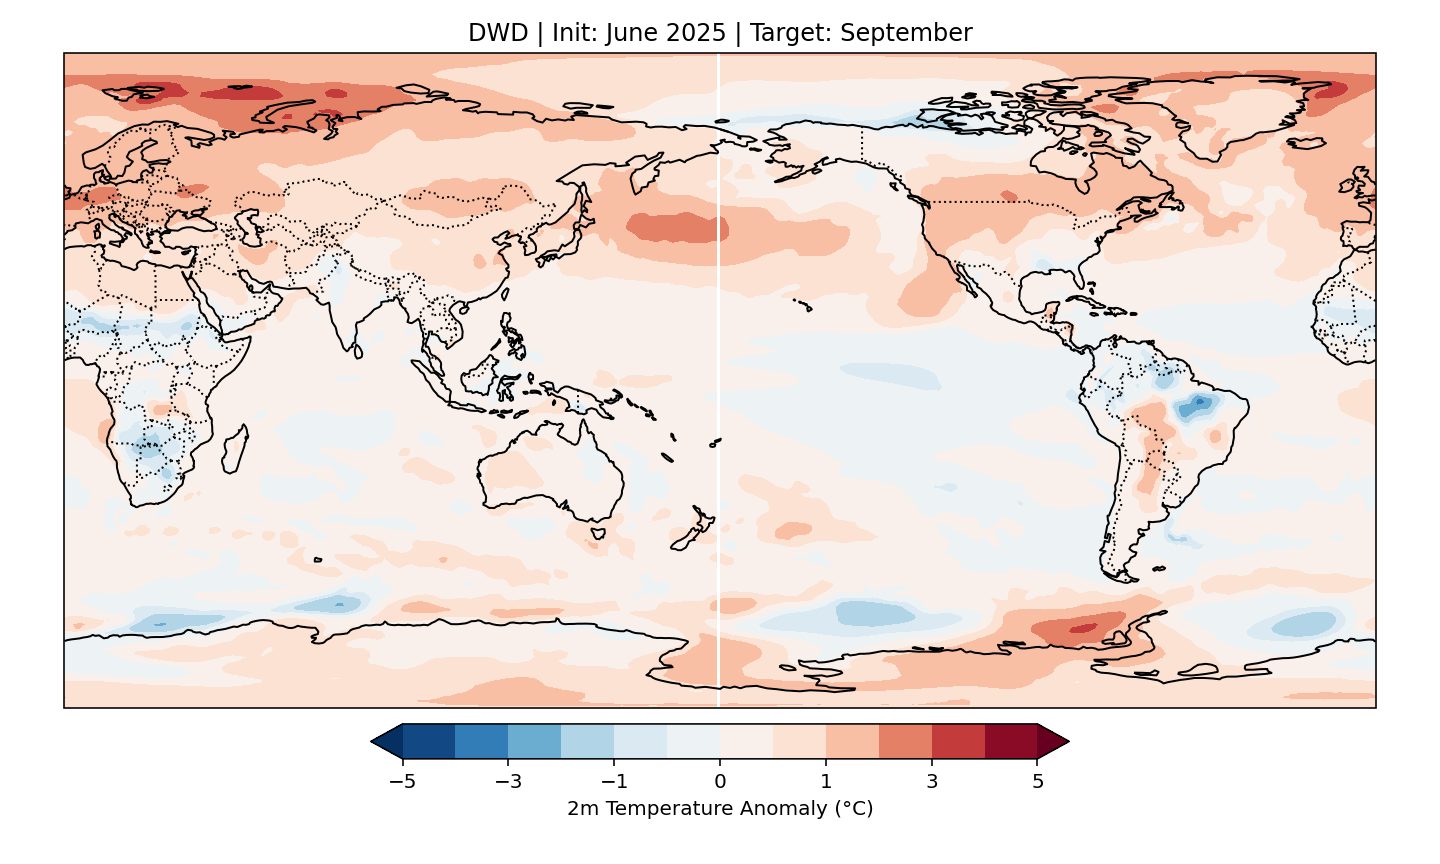 DWD | Init: June 2025 | Target: September
−5 −3 −1 0 1 3 5
2m Temperature Anomaly (°C)